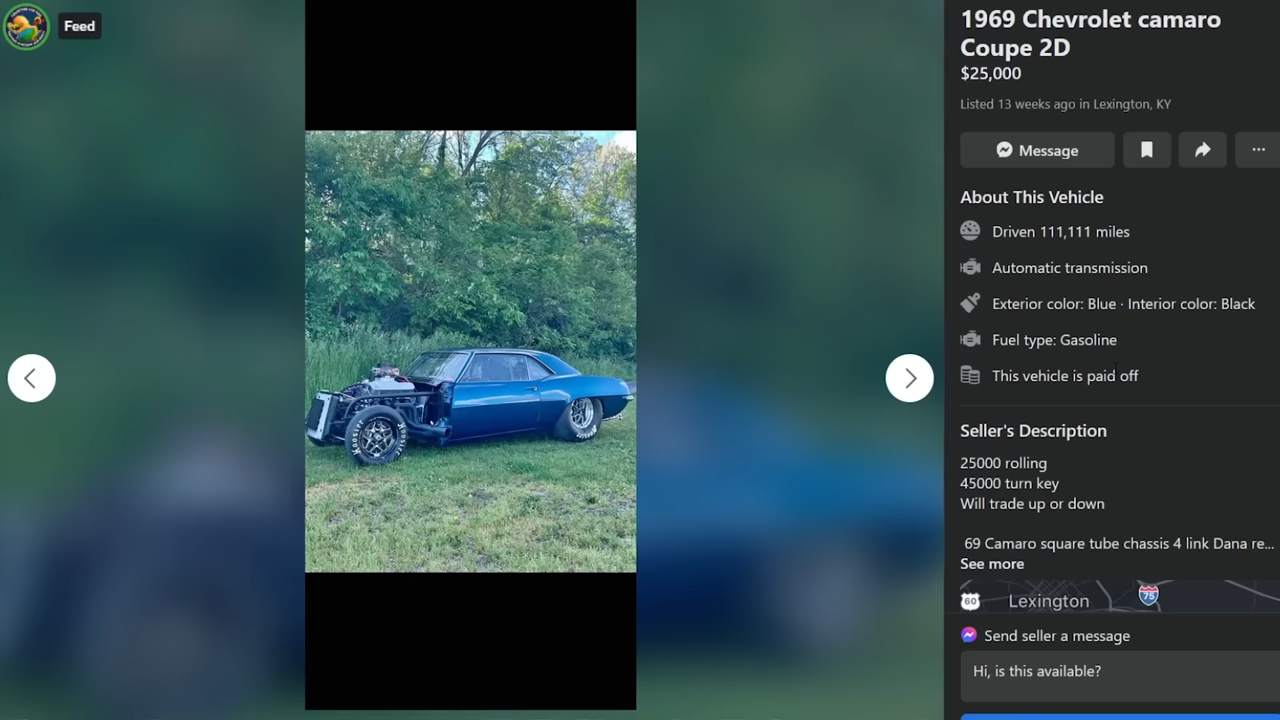 Feed
1969 Chevrolet camaro
Coupe 2D
$25,000
Listed 13 weeks ago in Lexington, KY
Message
About This Vehicle
Driven 111,111 miles
Automatic transmission
Exterior color: Blue · Interior color: Black
Fuel type: Gasoline
This vehicle is paid off
Seller's Description
25000 rolling
45000 turn key
Will trade up or down
69 Camaro square tube chassis 4 link Dana re...
See more
60
Lexington
75
Send seller a message
Hi, is this available?
Hoosier
Hoosier